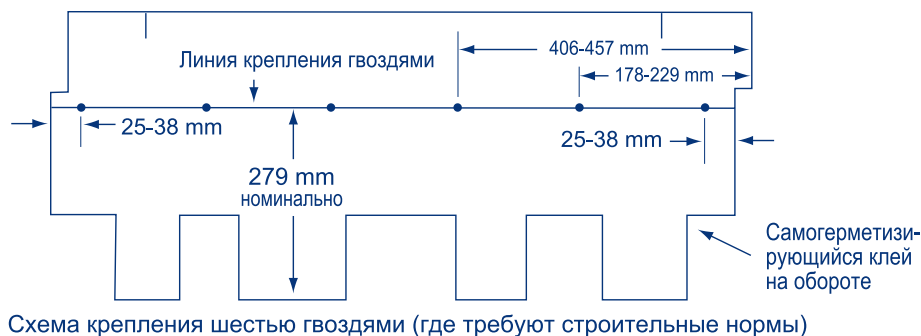 406-457 mm
Линия крепления гвоздями
178-229 mm
25-38 mm
25-38 mm
279 mm
номинально
Самогерметизи-
рующийся клей
на обороте
Схема крепления шестью гвоздями (где требуют строительные нормы)